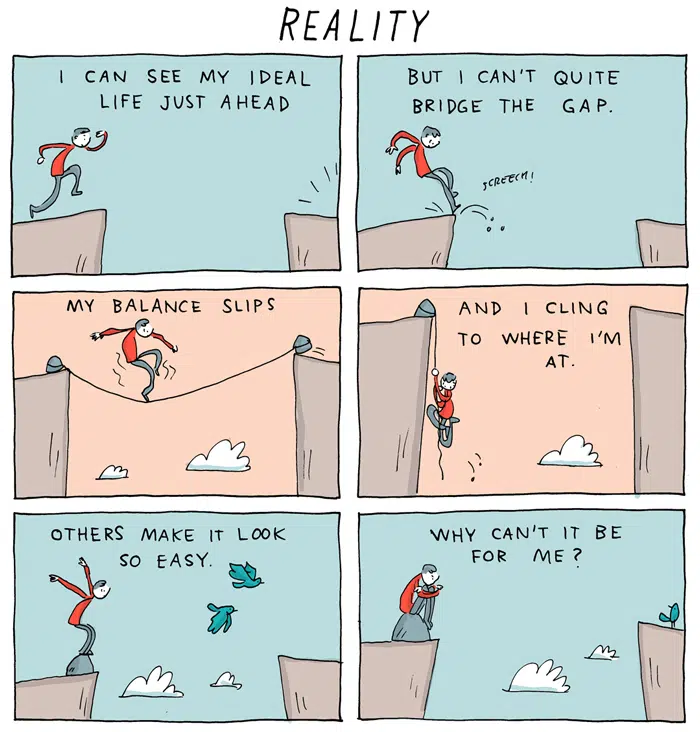 REALITY
I CAN SEE MY IDEAL
LIFE JUST AHEAD
BUT I CAN'T QUITE
BRIDGE THE GAP.
SCREECH!
MY BALANCE SLIPS
AND I CLING
TO WHERE I'M
AT.
OTHERS MAKE IT LOOK
SO EASY.
WHY CAN'T IT BE
FOR ME?